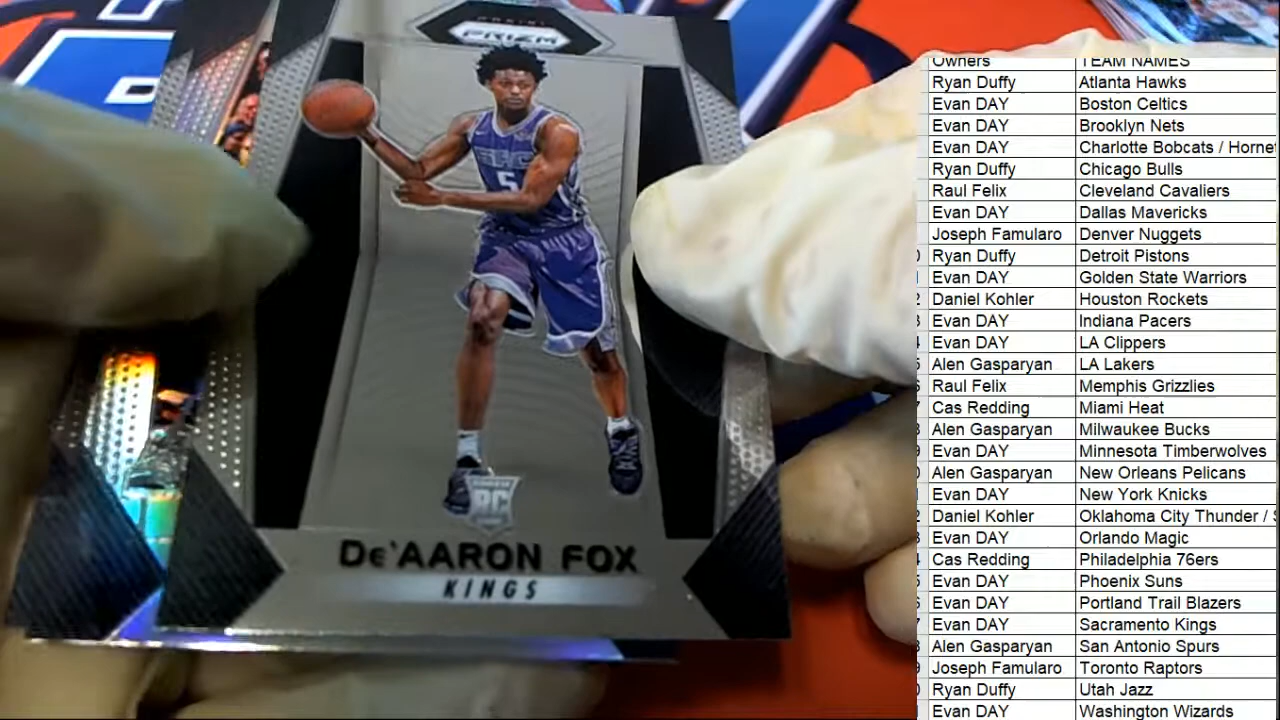 PANINI
PRIZM
5
RC
De'AARON FOX
KINGS
Owners TEAM NAMES
Ryan Duffy Atlanta Hawks
Evan DAY Boston Celtics
Evan DAY Brooklyn Nets
Evan DAY Charlotte Bobcats / Horne
Ryan Duffy Chicago Bulls
Raul Felix Cleveland Cavaliers
Evan DAY Dallas Mavericks
Joseph Famularo Denver Nuggets
Ryan Duffy Detroit Pistons
Evan DAY Golden State Warriors
Daniel Kohler Houston Rockets
Evan DAY Indiana Pacers
Evan DAY LA Clippers
Alen Gasparyan LA Lakers
Raul Felix Memphis Grizzlies
Cas Redding Miami Heat
Alen Gasparyan Milwaukee Bucks
Evan DAY Minnesota Timberwolves
Alen Gasparyan New Orleans Pelicans
Evan DAY New York Knicks
Daniel Kohler Oklahoma City Thunder /
Evan DAY Orlando Magic
Cas Redding Philadelphia 76ers
Evan DAY Phoenix Suns
Evan DAY Portland Trail Blazers
Evan DAY Sacramento Kings
Alen Gasparyan San Antonio Spurs
Joseph Famularo Toronto Raptors
Ryan Duffy Utah Jazz
Evan DAY Washington Wizards